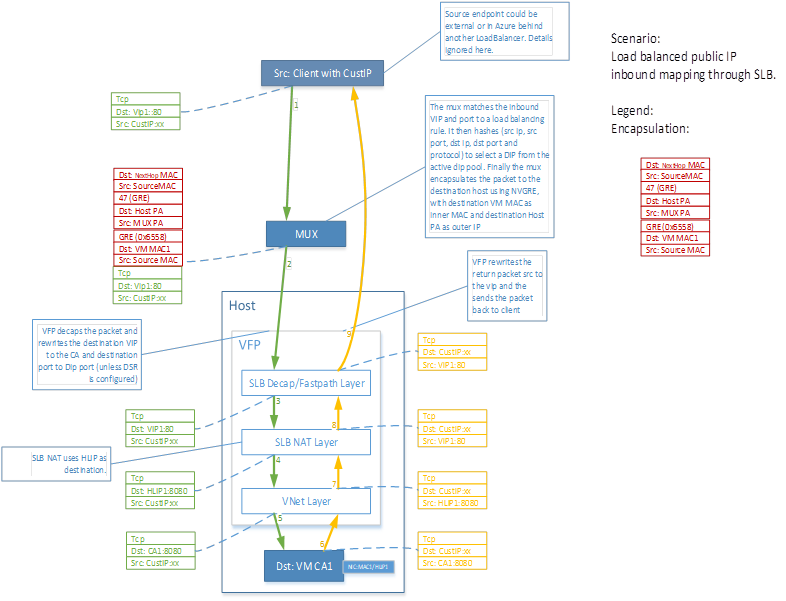 Source endpoint could be
external or in Azure behind
another LoadBalancer. Details
ignored here.
Scenario:
Load balanced public IP
inbound mapping through SLB.
Legend:
Encapsulation:
Src: Client with CustIP
1
Tcp
Dst: Vip1::80
Src: CustIP:xx
The mux matches the inbound
VIP and port to a load balancing
rule. It then hashes (src ip, src
port, dst ip, dst port and
protocol) to select a DIP from the
active dip pool. Finally the mux
encapsulates the packet to the
destination host using NVGRE,
with destination VM MAC as
inner MAC and destination Host
PA as outer IP
Dst: NextHop MAC
Src: SourceMAC
47 (GRE)
Dst: Host PA
Src: MUX PA
GRE (0x6558)
Dst: VM MAC1
Src: Source MAC
Tcp
Dst: Vip1:80
Src: CustIP:xx
Dst: NextHop MAC
Src: SourceMAC
47 (GRE)
Dst: Host PA
Src: MUX PA
GRE (0x6558)
Dst: VM MAC1
Src: Source MAC
MUX
2
VFP rewrites the
return packet src to
the vip and the
sends the packet
back to client
Host
VFP
9
VFP decaps the packet and
rewrites the destination VIP
to the CA and destination
port to Dip port (unless DSR
is configured)
Tcp
Dst: CustIP:xx
Src: VIP1:80
SLB Decap/Fastpath Layer
3
8
Tcp
Dst: VIP1:80
Src: CustIP:xx
Tcp
Dst: CustIP:xx
Src: VIP1:80
SLB NAT Layer
SLB NAT uses HLIP as
destination.
4
7
Tcp
Dst: HLIP1:8080
Src: CustIP:xx
Tcp
Dst: CustIP:xx
Src: HLIP1:8080
VNet Layer
5
6
Tcp
Dst: CA1:8080
Src: CustIP:xx
Tcp
Dst: CustIP:xx
Src: CA1:8080
Dst: VM CA1
NIC:MAC1/HLIP1